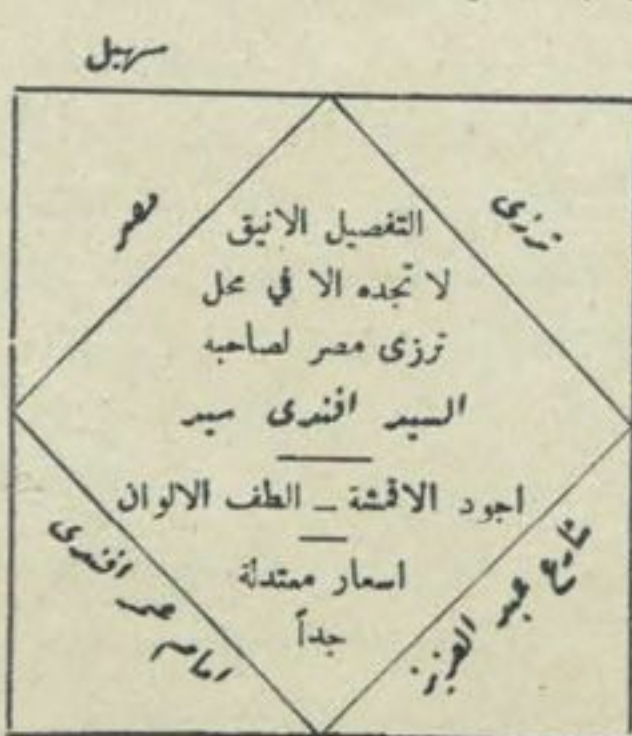 سهيل
ترزى
مصر
التفصيل الانيق
لا تجده الا في محل
ترزى مصر لصاحبه
السيد افندى سيد
اجود الاقمشة _ الطف الالوان
اسعار معتدلة
جداً
شارع عبد العزيز
امام عمر افندى